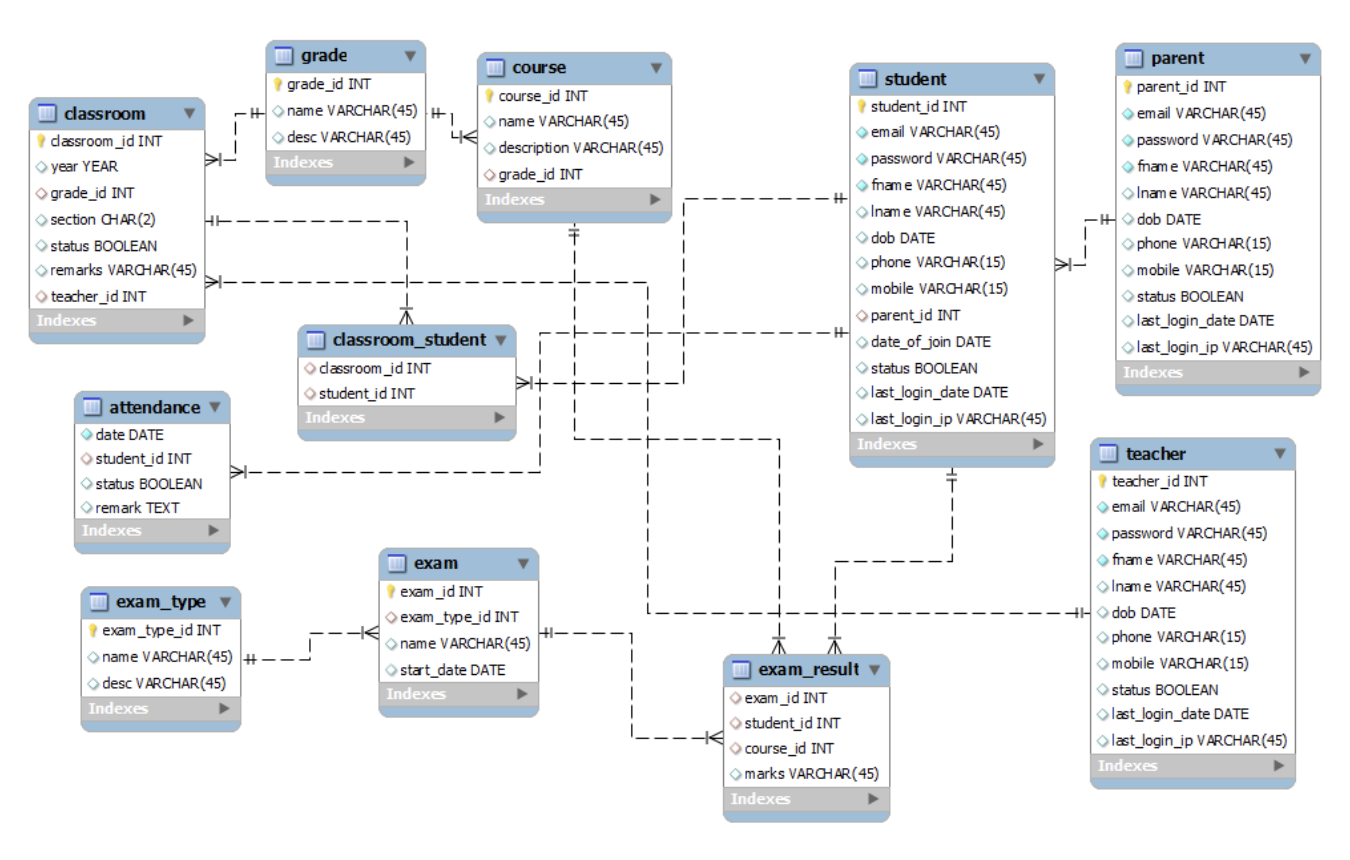 grade
grade_id INT
name VARCHAR(45)
desc VARCHAR(45)
Indexes
course
course_id INT
name VARCHAR(45)
description VARCHAR(45)
grade_id INT
Indexes
classroom
classroom_id INT
year YEAR
grade_id INT
section CHAR(2)
status BOOLEAN
remarks VARCHAR(45)
teacher_id INT
Indexes
student
student_id INT
email VARCHAR(45)
password VARCHAR(45)
fname VARCHAR(45)
lname VARCHAR(45)
dob DATE
phone VARCHAR(15)
mobile VARCHAR(15)
parent_id INT
date_of_join DATE
status BOOLEAN
last_login_date DATE
last_login_ip VARCHAR(45)
Indexes
parent
parent_id INT
email VARCHAR(45)
password VARCHAR(45)
fname VARCHAR(45)
lname VARCHAR(45)
dob DATE
phone VARCHAR(15)
mobile VARCHAR(15)
status BOOLEAN
last_login_date DATE
last_login_ip VARCHAR(45)
Indexes
classroom_student
classroom_id INT
student_id INT
Indexes
attendance
date DATE
student_id INT
status BOOLEAN
remark TEXT
Indexes
teacher
teacher_id INT
email VARCHAR(45)
password VARCHAR(45)
fname VARCHAR(45)
lname VARCHAR(45)
dob DATE
phone VARCHAR(15)
mobile VARCHAR(15)
status BOOLEAN
last_login_date DATE
last_login_ip VARCHAR(45)
Indexes
exam_type
exam_type_id INT
name VARCHAR(45)
desc VARCHAR(45)
Indexes
exam
exam_id INT
exam_type_id INT
name VARCHAR(45)
start_date DATE
Indexes
exam_result
exam_id INT
student_id INT
course_id INT
marks VARCHAR(45)
Indexes